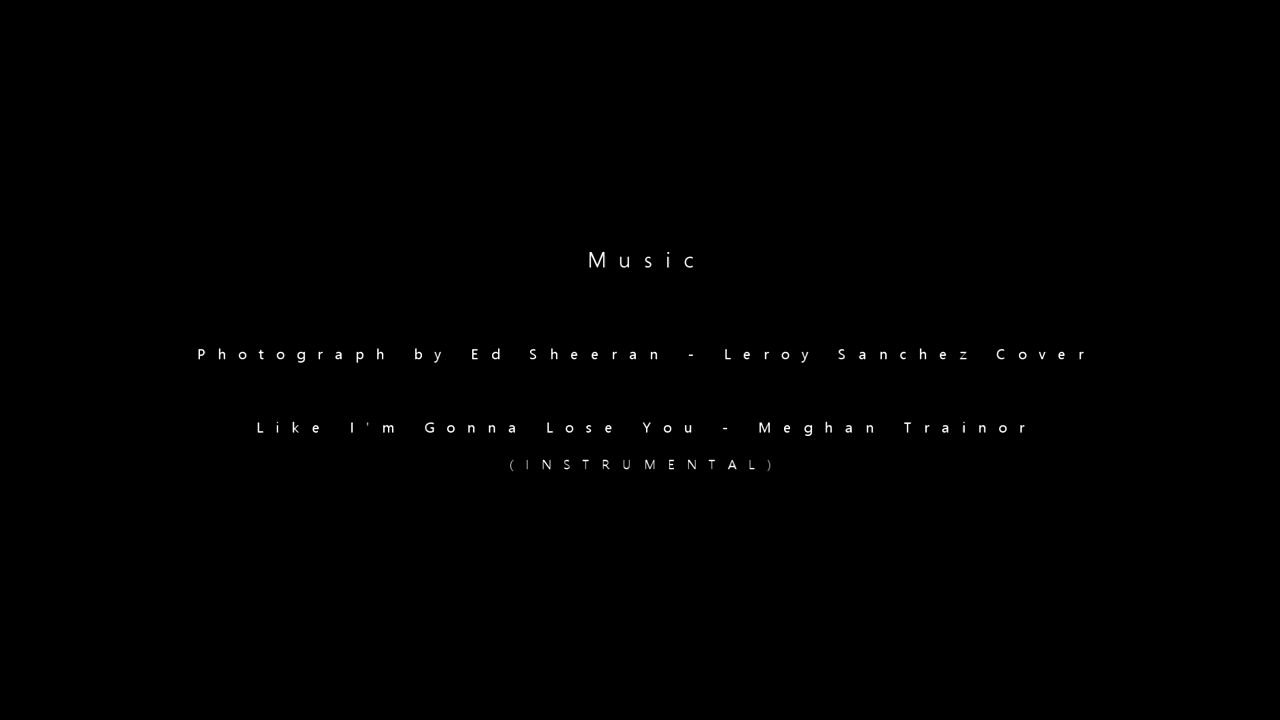 Music
Photograph by Ed Sheeran - Leroy Sanchez Cover
Like I'm Gonna Lose You - Meghan Trainor
(INSTRUMENTAL)